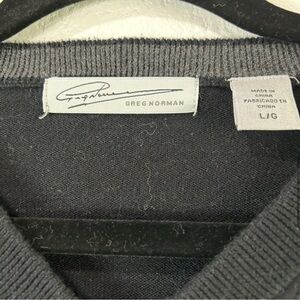 GREG NORMAN
MADE IN
CHINA
FABRICADO EN
CHINA
L/G